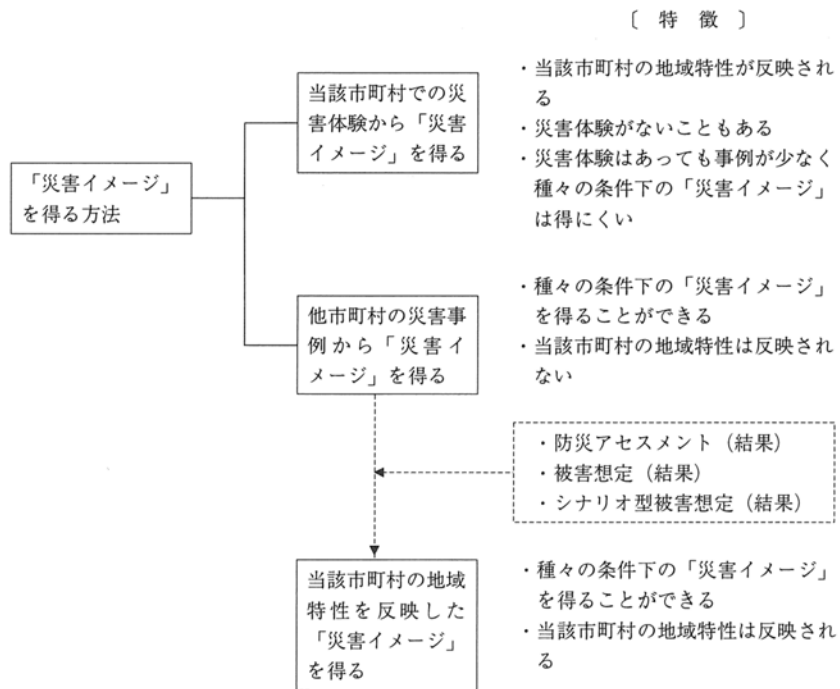 〔 特 徴 〕
当該市町村での災
害体験から「災害
イメージ」を得る
・当該市町村の地域特性が反映され
る
・災害体験がないこともある
・災害体験はあっても事例が少なく
種々の条件下の「災害イメージ」
は得にくい
「災害イメージ」
を得る方法
他市町村の災害事
例から「災害イ
メージ」を得る
・種々の条件下の「災害イメージ」
を得ることができる
・当該市町村の地域特性は反映され
ない
・防災アセスメント（結果）
・被害想定（結果）
・シナリオ型被害想定（結果）
当該市町村の地域
特性を反映した
「災害イメージ」
を得る
・種々の条件下の「災害イメージ」
を得ることができる
・当該市町村の地域特性は反映され
る